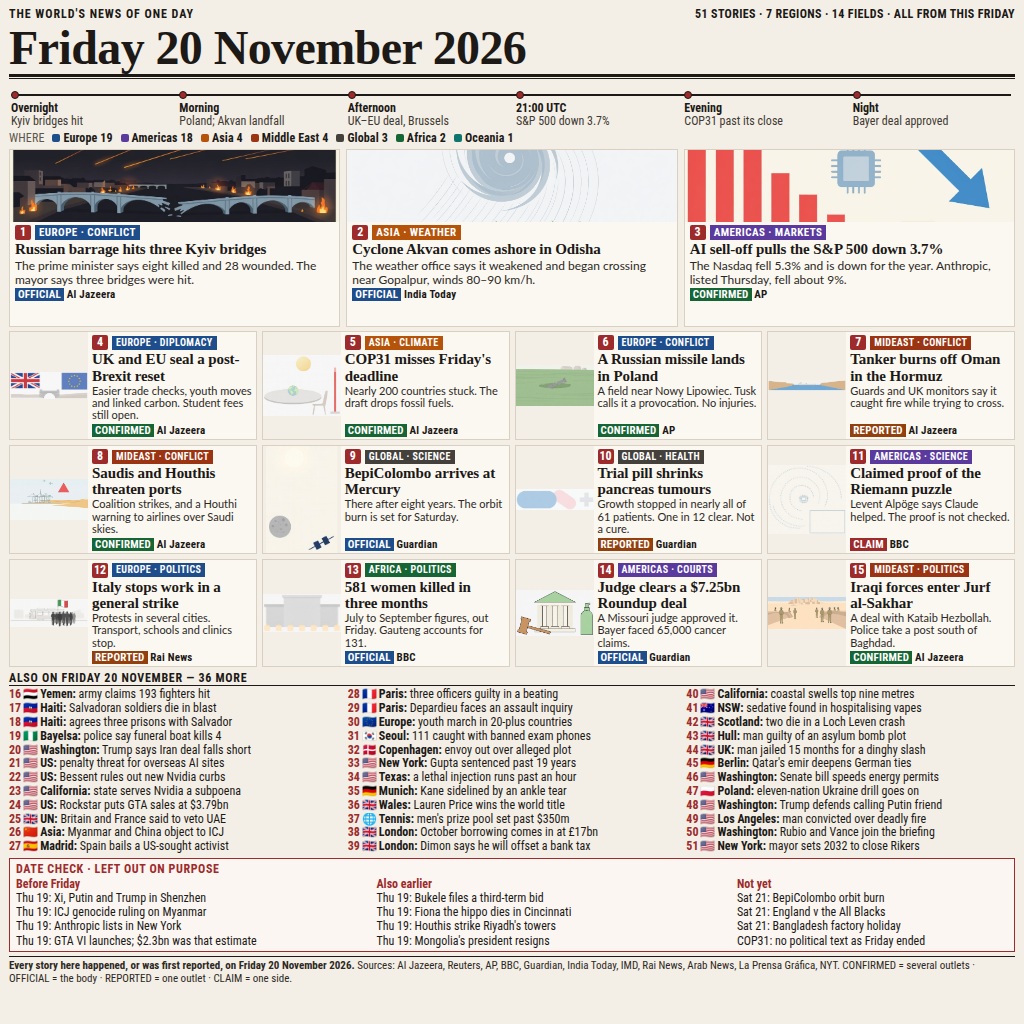 THE WORLD'S NEWS OF ONE DAY
51 STORIES · 7 REGIONS · 14 FIELDS · ALL FROM THIS FRIDAY
Friday 20 November 2026
Overnight
Kyiv bridges hit
Morning
Poland; Akvan landfall
Afternoon
UK–EU deal, Brussels
21:00 UTC
S&P 500 down 3.7%
Evening
COP31 past its close
Night
Bayer deal approved
WHERE Europe 19 Americas 18 Asia 4 Middle East 4 Global 3 Africa 2 Oceania 1
1 EUROPE · CONFLICT
Russian barrage hits three Kyiv bridges
The prime minister says eight killed and 28 wounded. The
mayor says three bridges were hit.
OFFICIAL Al Jazeera
2 ASIA · WEATHER
Cyclone Akvan comes ashore in Odisha
The weather office says it weakened and began crossing
near Gopalpur, winds 80–90 km/h.
OFFICIAL India Today
3 AMERICAS · MARKETS
AI sell-off pulls the S&P 500 down 3.7%
The Nasdaq fell 5.3% and is down for the year. Anthropic,
listed Thursday, fell about 9%.
CONFIRMED AP
4 EUROPE · DIPLOMACY
UK and EU seal a post-
Brexit reset
Easier trade checks, youth moves
and linked carbon. Student fees
still open.
CONFIRMED Al Jazeera
5 ASIA · CLIMATE
COP31 misses Friday's
deadline
Nearly 200 countries stuck. The
draft drops fossil fuels.
CONFIRMED Al Jazeera
6 EUROPE · CONFLICT
A Russian missile lands
in Poland
A field near Nowy Lipowiec. Tusk
calls it a provocation. No injuries.
CONFIRMED AP
7 MIDEAST · CONFLICT
Tanker burns off Oman
in the Hormuz
Guards and UK monitors say it
caught fire while trying to cross.
REPORTED Al Jazeera
8 MIDEAST · CONFLICT
Saudis and Houthis
threaten ports
Coalition strikes, and a Houthi
warning to airlines over Saudi
skies.
CONFIRMED Al Jazeera
9 GLOBAL · SCIENCE
BepiColombo arrives at
Mercury
There after eight years. The orbit
burn is set for Saturday.
OFFICIAL Guardian
10 GLOBAL · HEALTH
Trial pill shrinks
pancreas tumours
Growth stopped in nearly all of
61 patients. One in 12 clear. Not
a cure.
REPORTED Guardian
11 AMERICAS · SCIENCE
Claimed proof of the
Riemann puzzle
Levent Alpöge says Claude
helped. The proof is not checked.
CLAIM BBC
12 EUROPE · POLITICS
Italy stops work in a
general strike
Protests in several cities.
Transport, schools and clinics
stop.
REPORTED Rai News
13 AFRICA · POLITICS
581 women killed in
three months
July to September figures, out
Friday. Gauteng accounts for
131.
OFFICIAL BBC
14 AMERICAS · COURTS
Judge clears a $7.25bn
Roundup deal
A Missouri judge approved it.
Bayer faced 65,000 cancer
claims.
OFFICIAL Guardian
15 MIDEAST · POLITICS
Iraqi forces enter Jurf
al-Sakhar
A deal with Kataib Hezbollah.
Police take a post south of
Baghdad.
CONFIRMED Al Jazeera
ALSO ON FRIDAY 20 NOVEMBER — 36 MORE
16 Yemen: army claims 193 fighters hit
17 Haiti: Salvadoran soldiers die in blast
18 Haiti: agrees three prisons with Salvador
19 Bayelsa: police say funeral boat kills 4
20 Washington: Trump says Iran deal falls short
21 US: penalty threat for overseas AI sites
22 US: Bessent rules out new Nvidia curbs
23 California: state serves Nvidia a subpoena
24 US: Rockstar puts GTA sales at $3.79bn
25 UN: Britain and France said to veto UAE
26 Asia: Myanmar and China object to ICJ
27 Madrid: Spain bails a US-sought activist
28 Paris: three officers guilty in a beating
29 Paris: Depardieu faces an assault inquiry
30 Europe: youth march in 20-plus countries
31 Seoul: 111 caught with banned exam phones
32 Copenhagen: envoy out over alleged plot
33 New York: Gupta sentenced past 19 years
34 Texas: a lethal injection runs past an hour
35 Munich: Kane sidelined by an ankle tear
36 Wales: Lauren Price wins the world title
37 Tennis: men's prize pool set past $350m
38 London: October borrowing comes in at £17bn
39 London: Dimon says he will offset a bank tax
40 California: coastal swells top nine metres
41 NSW: sedative found in hospitalising vapes
42 Scotland: two die in a Loch Leven crash
43 Hull: man guilty of an asylum bomb plot
44 UK: man jailed 15 months for a dinghy slash
45 Berlin: Qatar's emir deepens German ties
46 Washington: Senate bill speeds energy permits
47 Poland: eleven-nation Ukraine drill goes on
48 Washington: Trump defends calling Putin friend
49 Los Angeles: man convicted over deadly fire
50 Washington: Rubio and Vance join the briefing
51 New York: mayor sets 2032 to close Rikers
DATE CHECK · LEFT OUT ON PURPOSE
Before Friday
Thu 19: Xi, Putin and Trump in Shenzhen
Thu 19: ICJ genocide ruling on Myanmar
Thu 19: Anthropic lists in New York
Thu 19: GTA VI launches; $2.3bn was that estimate
Also earlier
Thu 19: Bukele files a third-term bid
Thu 19: Fiona the hippo dies in Cincinnati
Thu 19: Houthis strike Riyadh's towers
Thu 19: Mongolia's president resigns
Not yet
Sat 21: BepiColombo orbit burn
Sat 21: England v the All Blacks
Sat 21: Bangladesh factory holiday
COP31: no political text as Friday ended
Every story here happened, or was first reported, on Friday 20 November 2026. Sources: Al Jazeera, Reuters, AP, BBC, Guardian, India Today, IMD, Rai News, Arab News, La Prensa Gráfica, NYT. CONFIRMED = several outlets ·
OFFICIAL = the body · REPORTED = one outlet · CLAIM = one side.